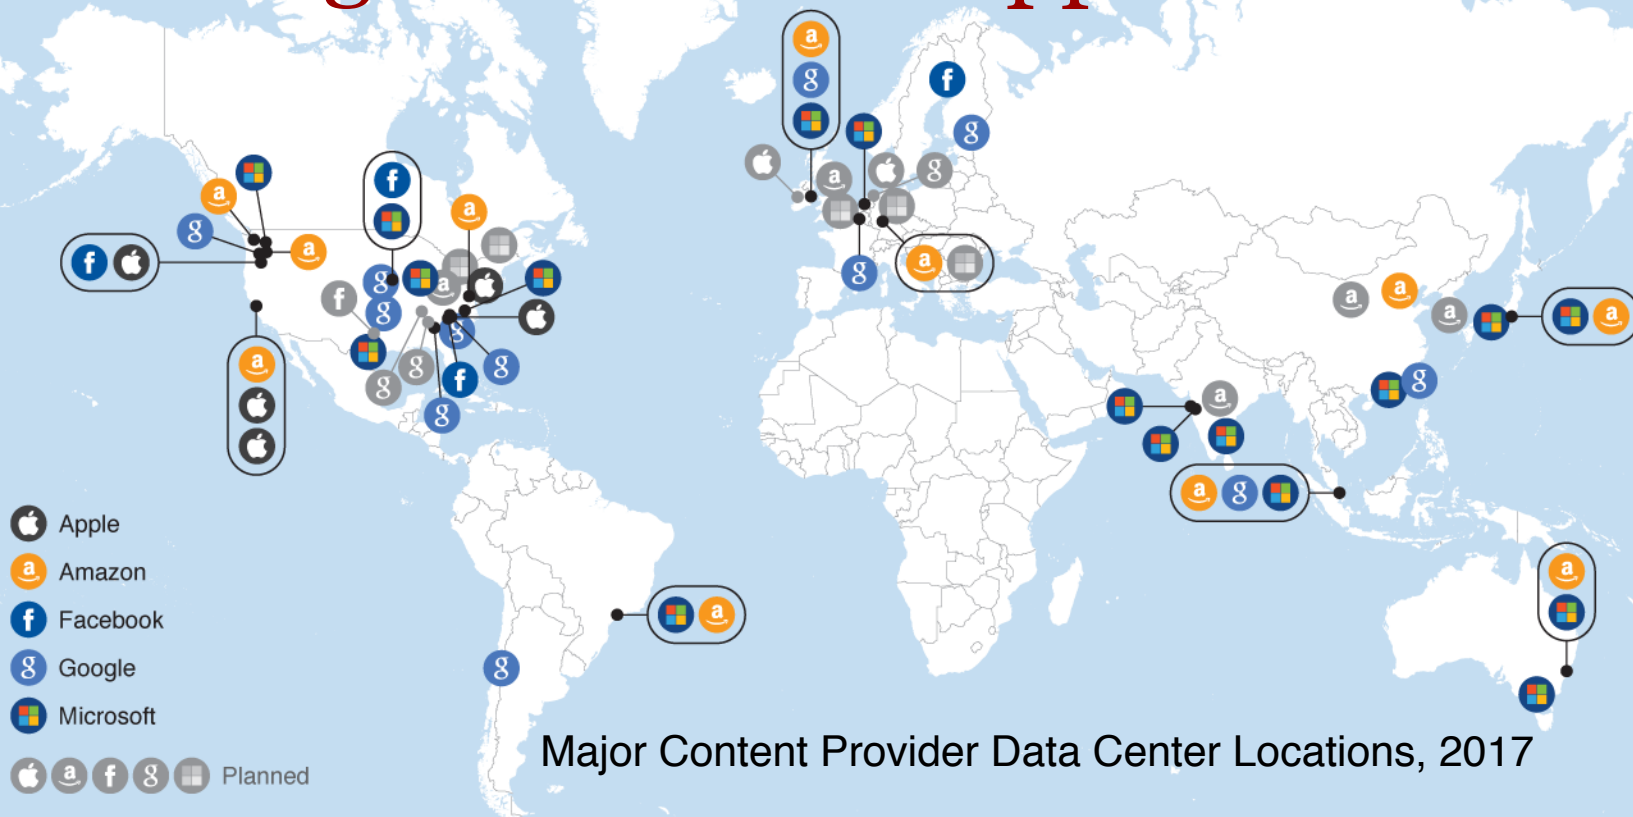 Apple
Amazon
Facebook
Google
Microsoft
Planned
Major Content Provider Data Center Locations, 2017